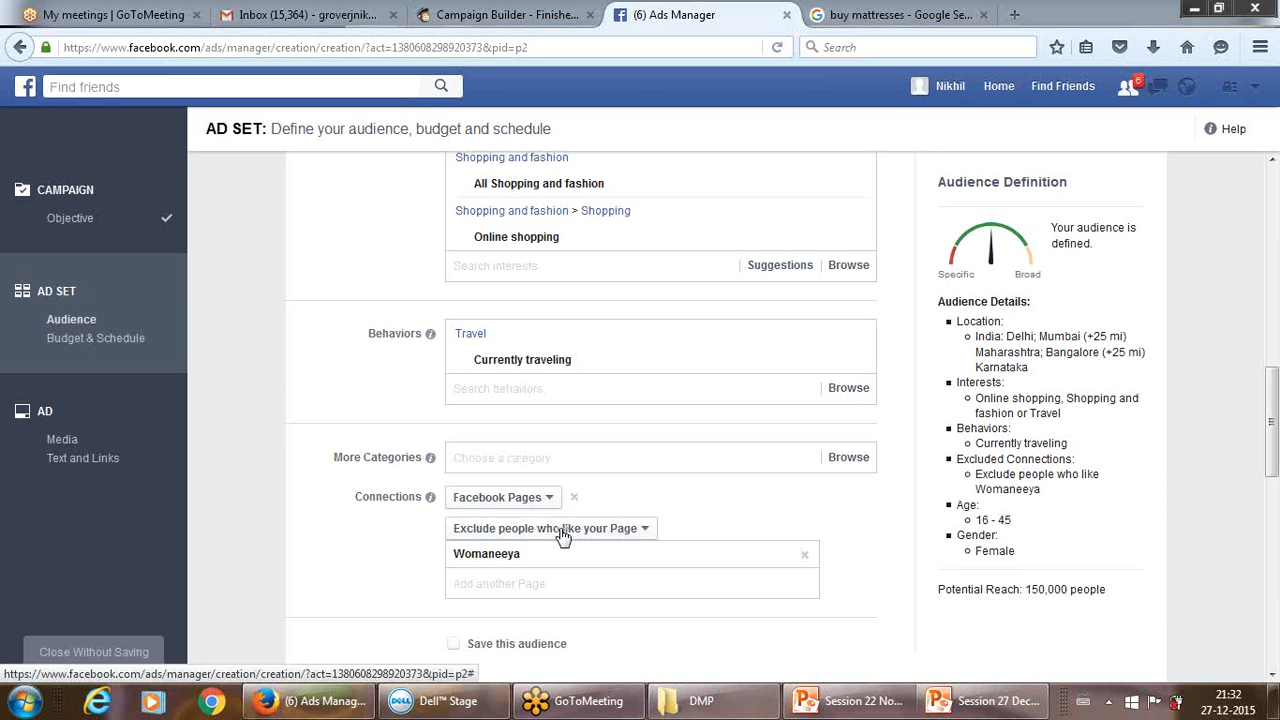 My meetings | GoToMeeting
Inbox (15,364) - groverjnik...
Campaign Builder - Finishe...
(6) Ads Manager
buy mattresses - Google Se...
https://www.facebook.com/ads/manager/creation/creation/?act=1380608298920373&pid=p2
Search
Find friends
Nikhil
Home
Find Friends
6
AD SET: Define your audience, budget and schedule
Help
CAMPAIGN
Objective
AD SET
Audience
Budget & Schedule
AD
Media
Text and Links
Close Without Saving
Shopping and fashion
All Shopping and fashion
Shopping and fashion > Shopping
Online shopping
Search interests
Suggestions
Browse
Behaviors
Travel
Currently traveling
Search behaviors
Browse
More Categories
Choose a category
Browse
Connections
Facebook Pages
Exclude people who like your Page
Womaneeya
Add another Page
Save this audience
Audience Definition
Your audience is
defined.
Specific
Broad
Audience Details:
Location:
India: Delhi; Mumbai (+25 mi)
Maharashtra; Bangalore (+25 mi)
Karnataka
Interests:
Online shopping, Shopping and
fashion or Travel
Behaviors:
Currently traveling
Excluded Connections:
Exclude people who like
Womaneeya
Age:
16 - 45
Gender:
Female
Potential Reach: 150,000 people
https://www.facebook.com/ads/manager/creation/creation/?act=1380608298920373&pid=p2#
(6) Ads Manag...
Dell™ Stage
GoToMeeting
DMP
Session 22 No...
Session 27 Dec...
21:32
27-12-2015